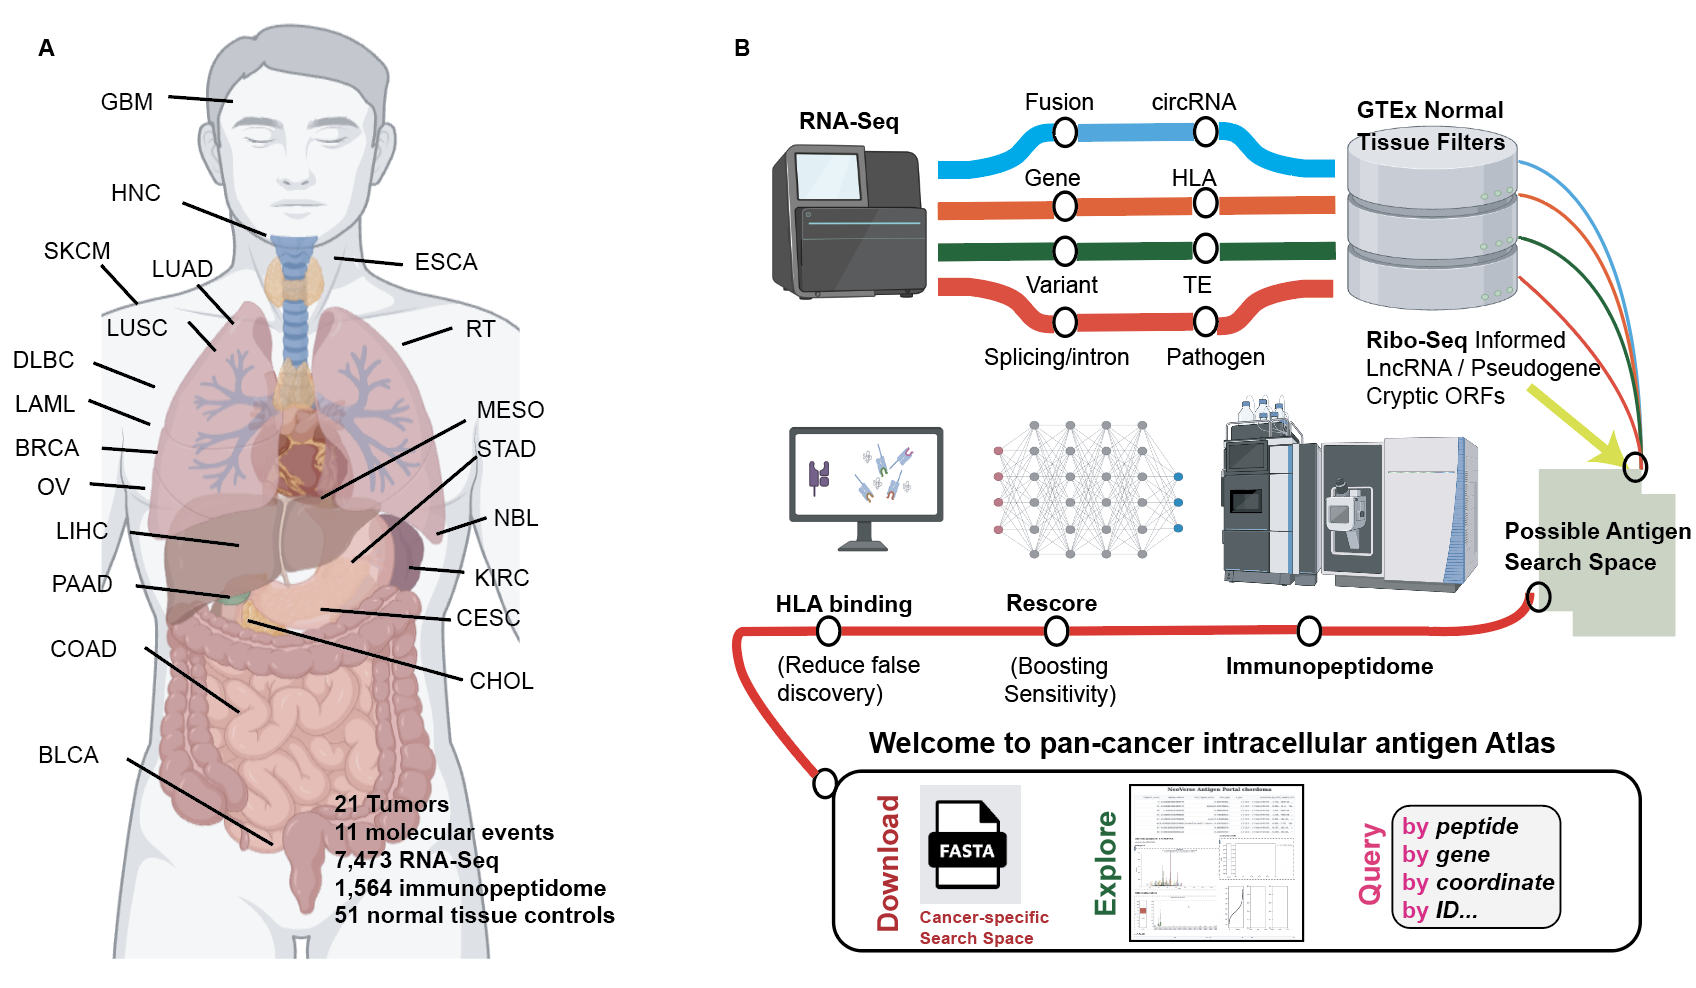 A
GBM
HNC
SKCM
LUAD
ESCA
LUSC
RT
DLBC
LAML
MESO
BRCA
STAD
OV
NBL
LIHC
KIRC
PAAD
CESC
COAD
CHOL
BLCA
21 Tumors
11 molecular events
7,473 RNA-Seq
1,564 immunopeptidome
51 normal tissue controls
B
RNA-Seq
Fusion
circRNA
Gene
HLA
Variant
TE
Splicing/intron
Pathogen
GTEx Normal
Tissue Filters
Ribo-Seq Informed
LncRNA / Pseudogene
Cryptic ORFs
Possible Antigen
Search Space
HLA binding
(Reduce false
discovery)
Rescore
(Boosting
Sensitivity)
Immunopeptidome
Welcome to pan-cancer intracellular antigen Atlas
Download
FASTA
Cancer-specific
Search Space
Explore
NeoVerse Antigen Portal chordoma
Query
by peptide
by gene
by coordinate
by ID...